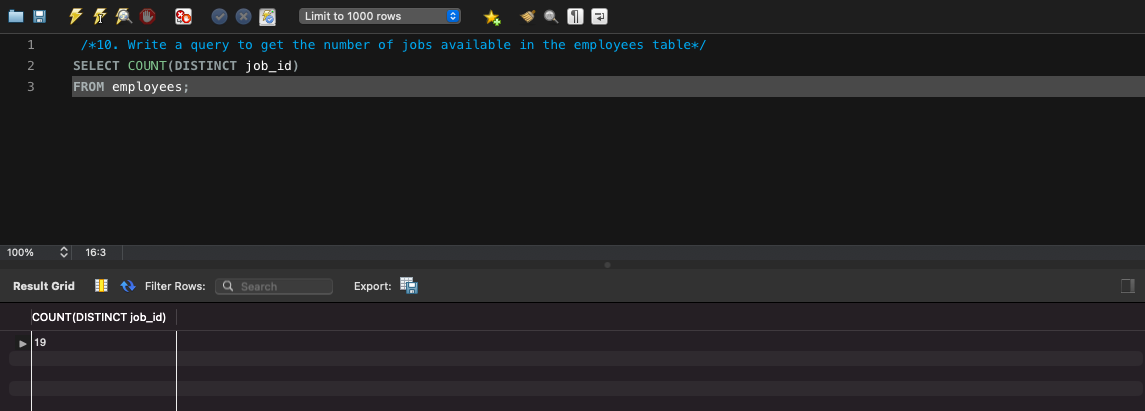 Limit to 1000 rows
1 /*10. Write a query to get the number of jobs available in the employees table*/
2 SELECT COUNT(DISTINCT job_id)
3 FROM employees;
100% 16:3
Result Grid Filter Rows: Search Export:
COUNT(DISTINCT job_id)
19